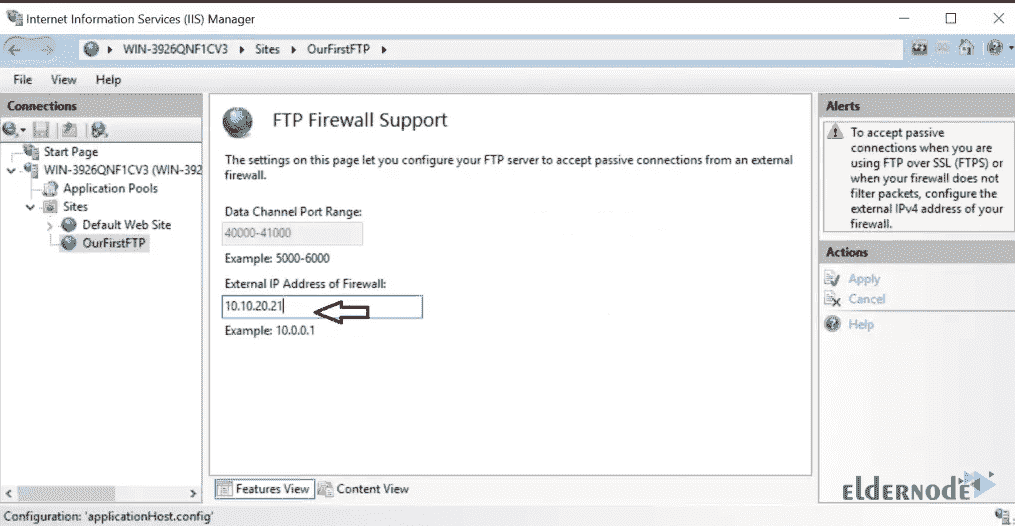 Internet Information Services (IIS) Manager
WIN-3926QNF1CV3 Sites OurFirstFTP
File View Help
Connections
Start Page
WIN-3926QNF1CV3 (WIN-392
Application Pools
Sites
Default Web Site
OurFirstFTP
FTP Firewall Support
The settings on this page let you configure your FTP server to accept passive connections from an external
firewall.
Data Channel Port Range:
40000-41000
Example: 5000-6000
External IP Address of Firewall:
10.10.20.21
Example: 10.0.0.1
Features View Content View
Alerts
To accept passive
connections when you are
using FTP over SSL (FTPS) or
when your firewall does not
filter packets, configure the
external IPv4 address of your
firewall.
Actions
Apply
Cancel
Help
eldernode
Configuration: 'applicationHost.config'